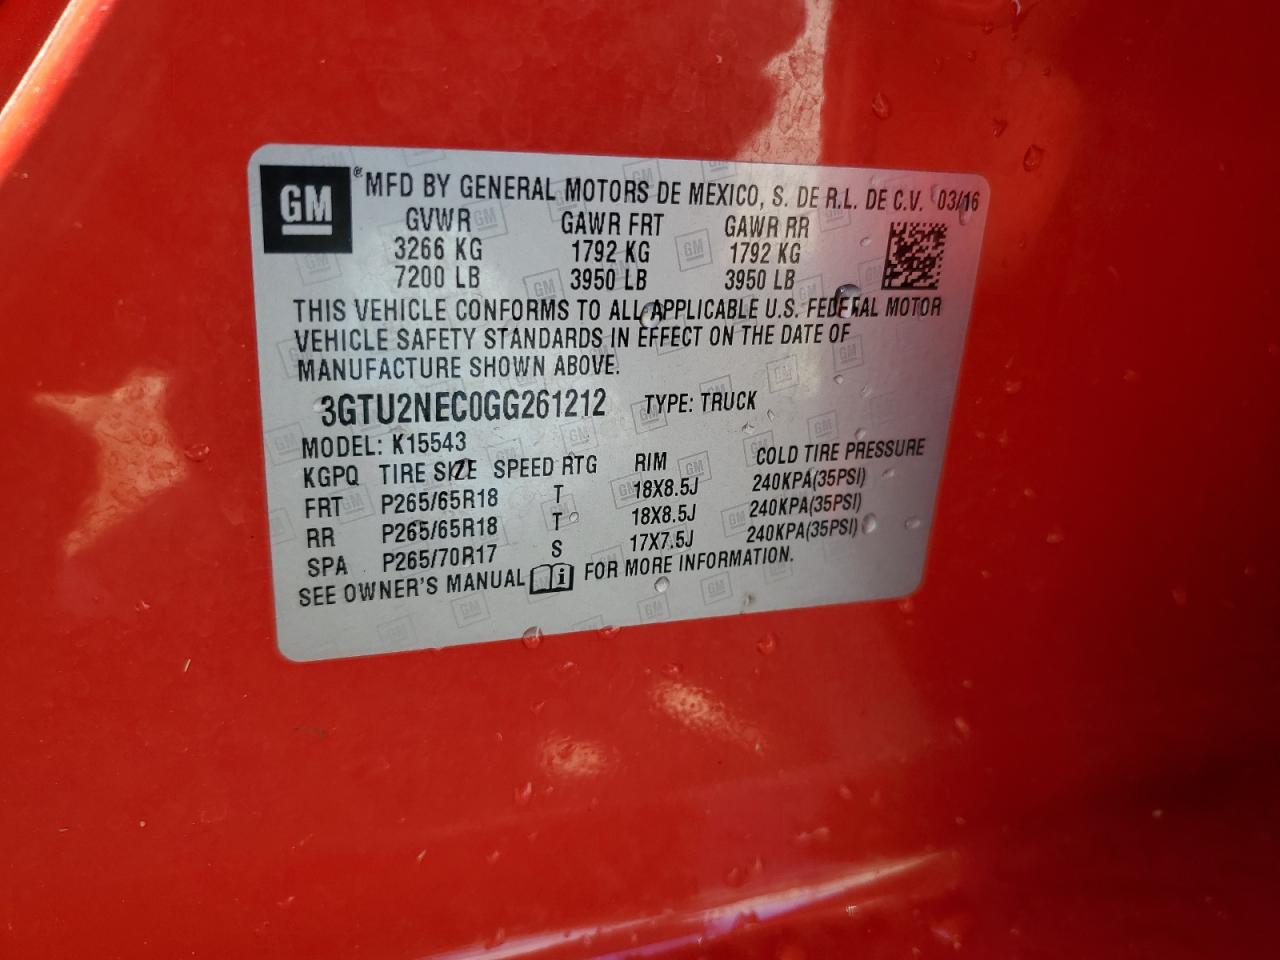 GM ® MFD BY GENERAL MOTORS DE MEXICO, S. DE R.L. DE C.V. 03/16
GVWR GAWR FRT GAWR RR
3266 KG 1792 KG 1792 KG
7200 LB 3950 LB 3950 LB
THIS VEHICLE CONFORMS TO ALL APPLICABLE U.S. FEDERAL MOTOR
VEHICLE SAFETY STANDARDS IN EFFECT ON THE DATE OF
MANUFACTURE SHOWN ABOVE.
3GTU2NEC0GG261212 TYPE: TRUCK
MODEL: K15543
KGPQ TIRE SIZE SPEED RTG RIM COLD TIRE PRESSURE
FRT P265/65R18 T 18X8.5J 240KPA(35PSI)
RR P265/65R18 T 18X8.5J 240KPA(35PSI)
SPA P265/70R17 S 17X7.5J 240KPA(35PSI)
SEE OWNER'S MANUAL i FOR MORE INFORMATION.